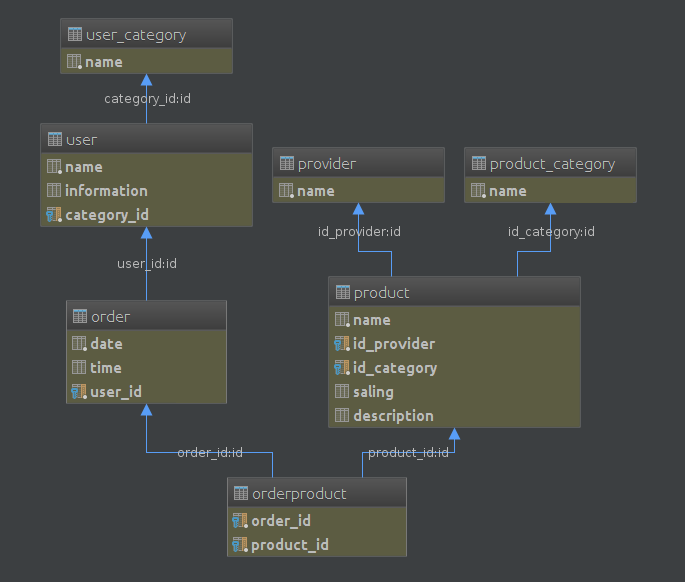 user_category
name
category_id:id
user
name
information
category_id
provider
name
product_category
name
user_id:id
id_provider:id
id_category:id
order
date
time
user_id
product
name
id_provider
id_category
saling
description
order_id:id
product_id:id
orderproduct
order_id
product_id